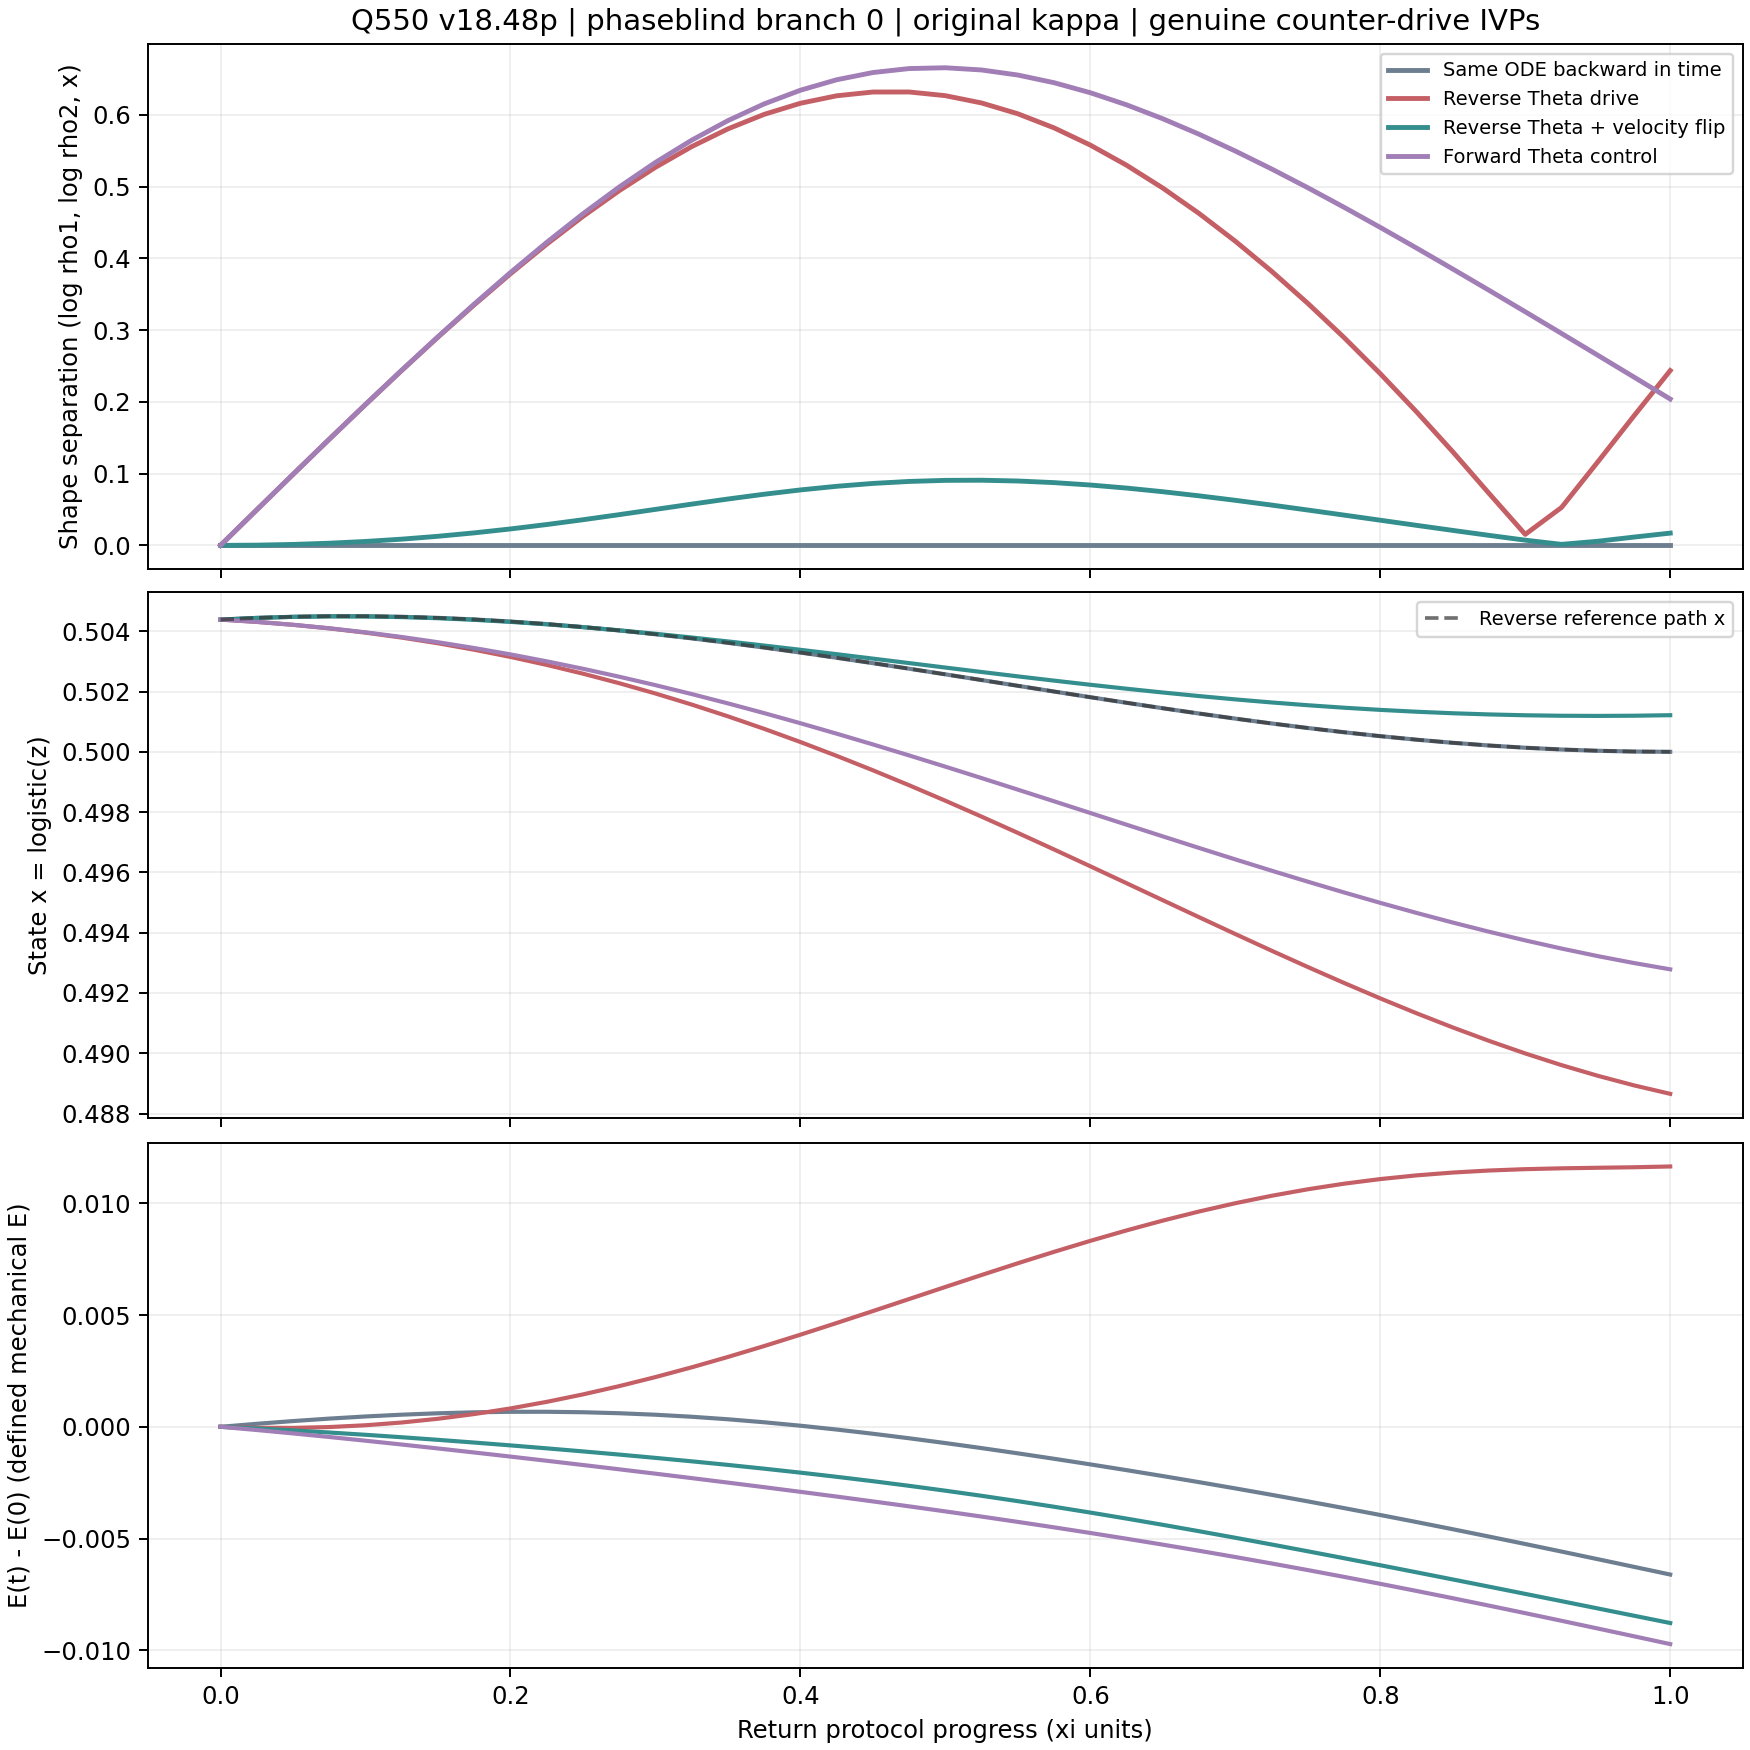 Q550 v18.48p | phaseblind branch 0 | original kappa | genuine counter-drive IVPs
Shape separation (log rho1, log rho2, x)
0.6
0.5
0.4
0.3
0.2
0.1
0.0
Same ODE backward in time
Reverse Theta drive
Reverse Theta + velocity flip
Forward Theta control
State x = logistic(z)
0.504
0.502
0.500
0.498
0.496
0.494
0.492
0.490
0.488
Reverse reference path x
E(t) - E(0) (defined mechanical E)
0.010
0.005
0.000
−0.005
−0.010
0.0 0.2 0.4 0.6 0.8 1.0
Return protocol progress (xi units)